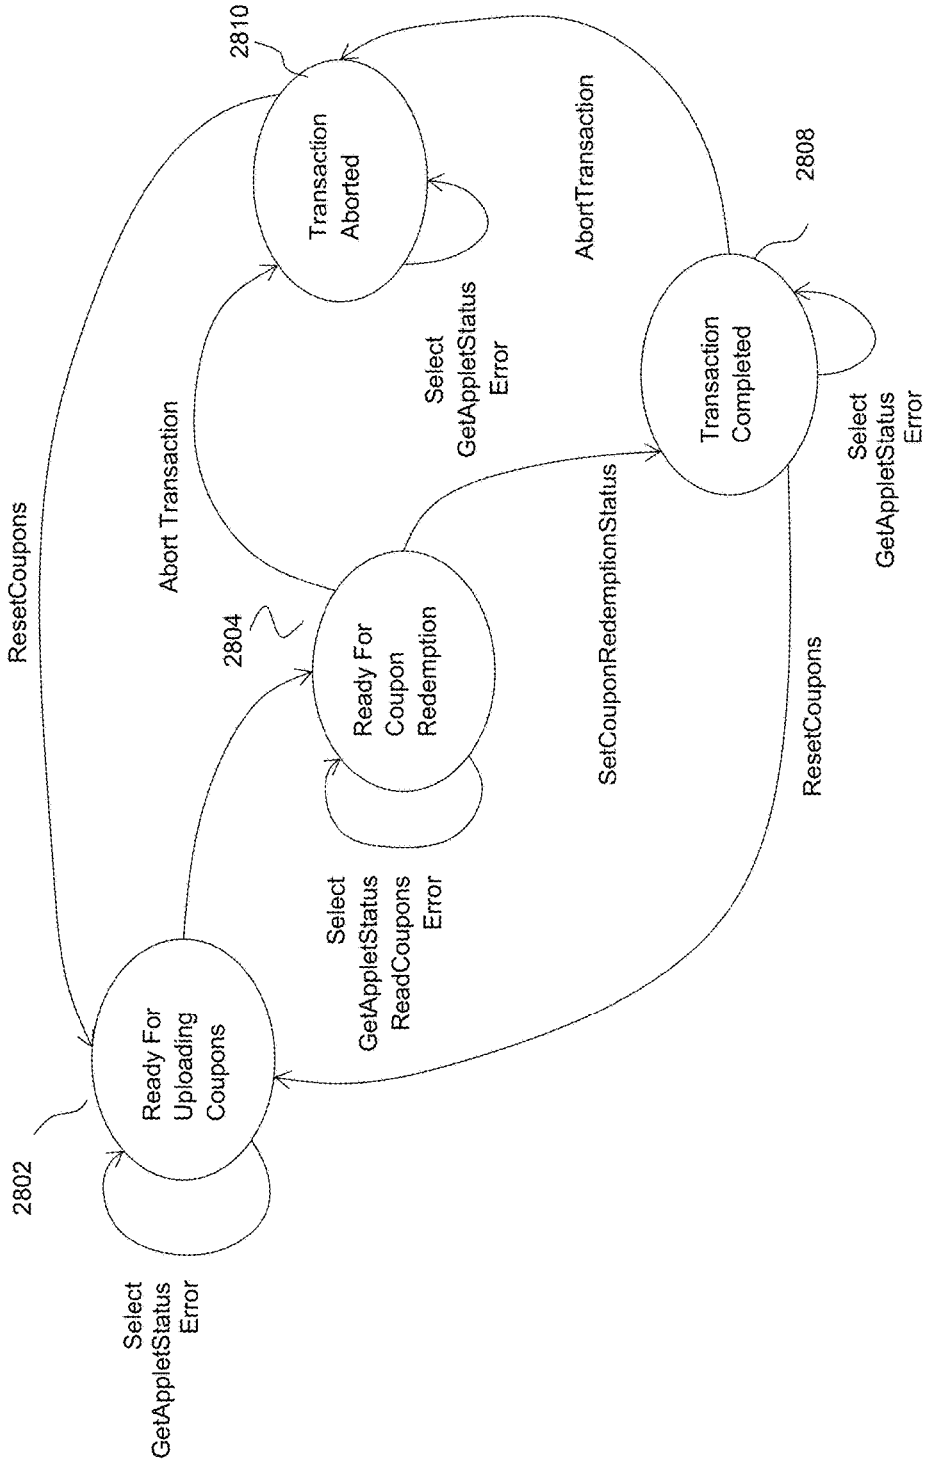 2802
Ready For
Uploading
Coupons
Select
GetAppletStatus
Error
ResetCoupons
2804
Ready For
Coupon
Redemption
Select
GetAppletStatus
ReadCoupons
Error
Abort Transaction
2810
Transaction
Aborted
Select
GetAppletStatus
Error
SetCouponRedemptionStatus
AbortTransaction
2808
Transaction
Completed
Select
GetAppletStatus
Error
ResetCoupons